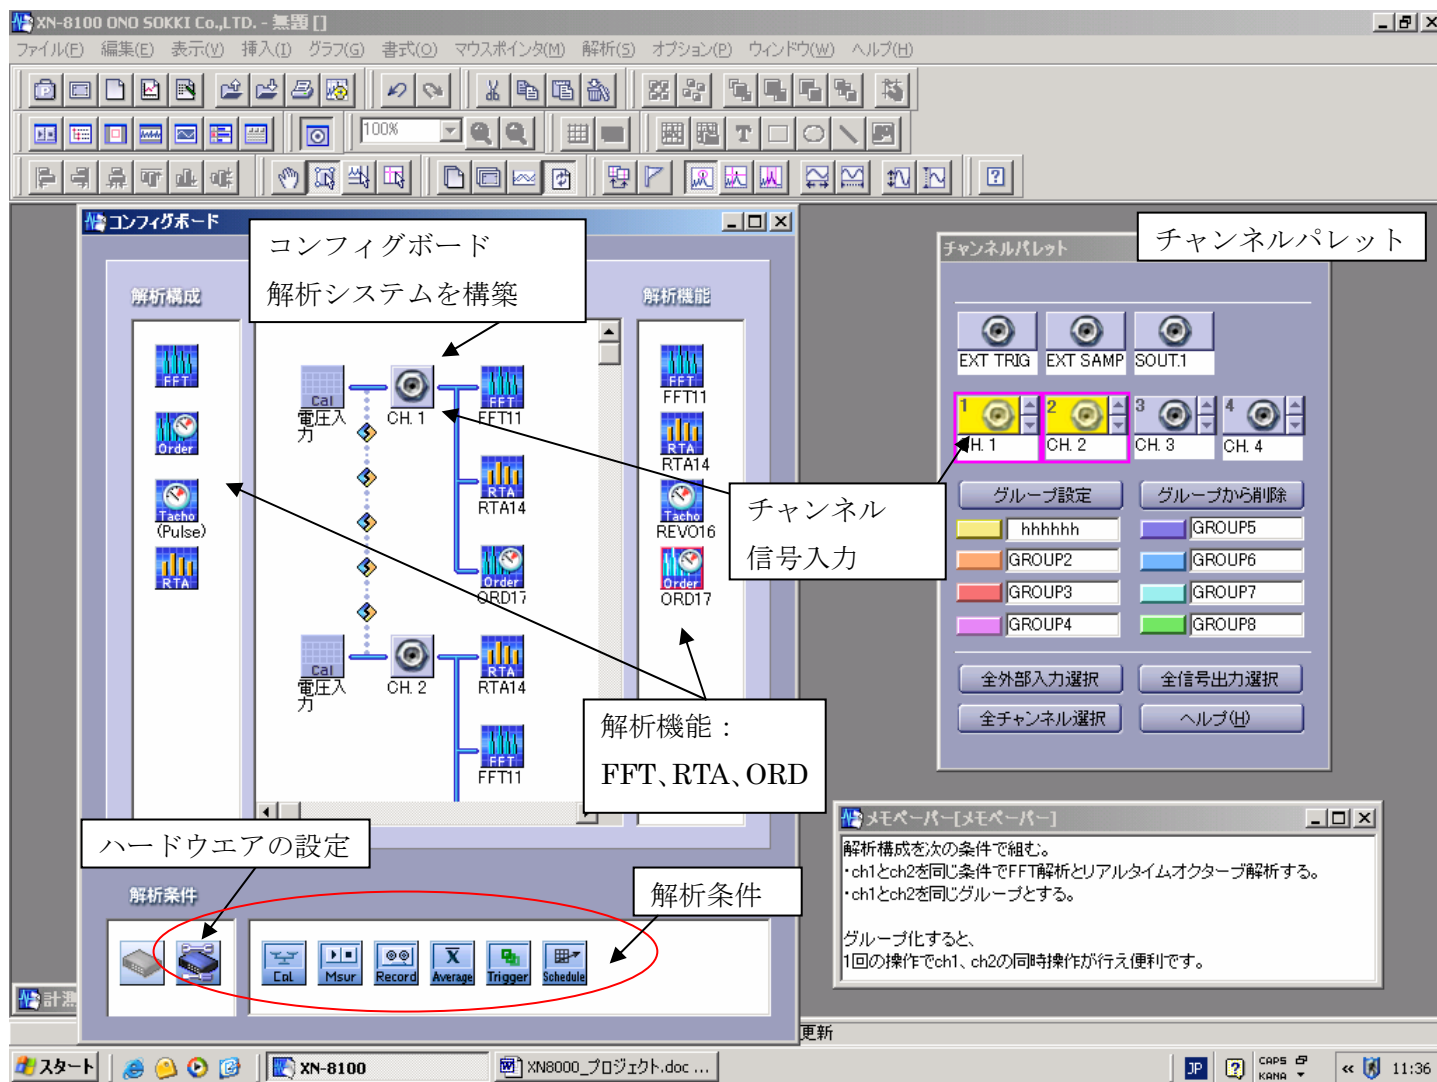 XN-8100 ONO SOKKI Co.,LTD. - 無題 []
ファイル(F) 編集(E) 表示(V) 挿入(I) グラフ(G) 書式(O) マウスポインタ(M) 解析(S) オプション(P) ウィンドウ(W) ヘルプ(H)
100%
コンフィグボード
コンフィグボード
解析システムを構築
解析構成
解析機能
FFT
Order
Tacho
(Pulse)
RTA
Cal
電圧入力
CH. 1
FFT
FFT11
RTA
RTA14
Order
ORD17
Cal
電圧入力
CH. 2
RTA
RTA14
FFT
FFT11
FFT
FFT11
RTA
RTA14
Tacho
REVO16
Order
ORD17
チャンネル
信号入力
解析機能：
FFT、RTA、ORD
ハードウエアの設定
解析条件
解析条件
Cal
Msur
Record
Average
Trigger
Schedule
チャンネルパレット
チャンネルパレット
EXT TRIG
EXT SAMP
SOUT.1
1
2
3
4
CH. 2
CH. 3
CH. 4
グループ設定
グループから削除
hhhhhh
GROUP5
GROUP2
GROUP6
GROUP3
GROUP7
GROUP4
GROUP8
全外部入力選択
全信号出力選択
全チャンネル選択
ヘルプ(H)
メモペーパー[メモペーパー]
解析構成を次の条件で組む。
・ch1とch2を同じ条件でFFT解析とリアルタイムオクターブ解析する。
・ch1とch2を同じグループとする。
グループ化すると、
1回の操作でch1、ch2の同時操作が行え便利です。
計測
更新
スタート
XN-8100
XN8000_プロジェクト.doc ...
JP
CAPS
KANA
11:36